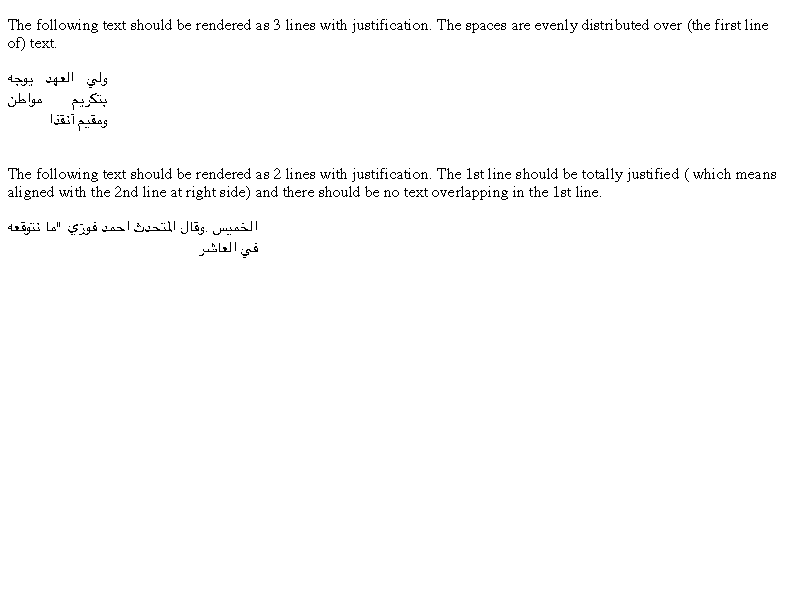 The following text should be rendered as 3 lines with justification. The spaces are evenly distributed over (the first line
of) text.
ولي العهد يوجه
بتكريم مواطن
ومقيم آنقذا
The following text should be rendered as 2 lines with justification. The 1st line should be totally justified ( which means
aligned with the 2nd line at right side) and there should be no text overlapping in the 1st line.
الخميس .وقال المتحدث احمد فوزي "ما نتوقعه
في العاشر